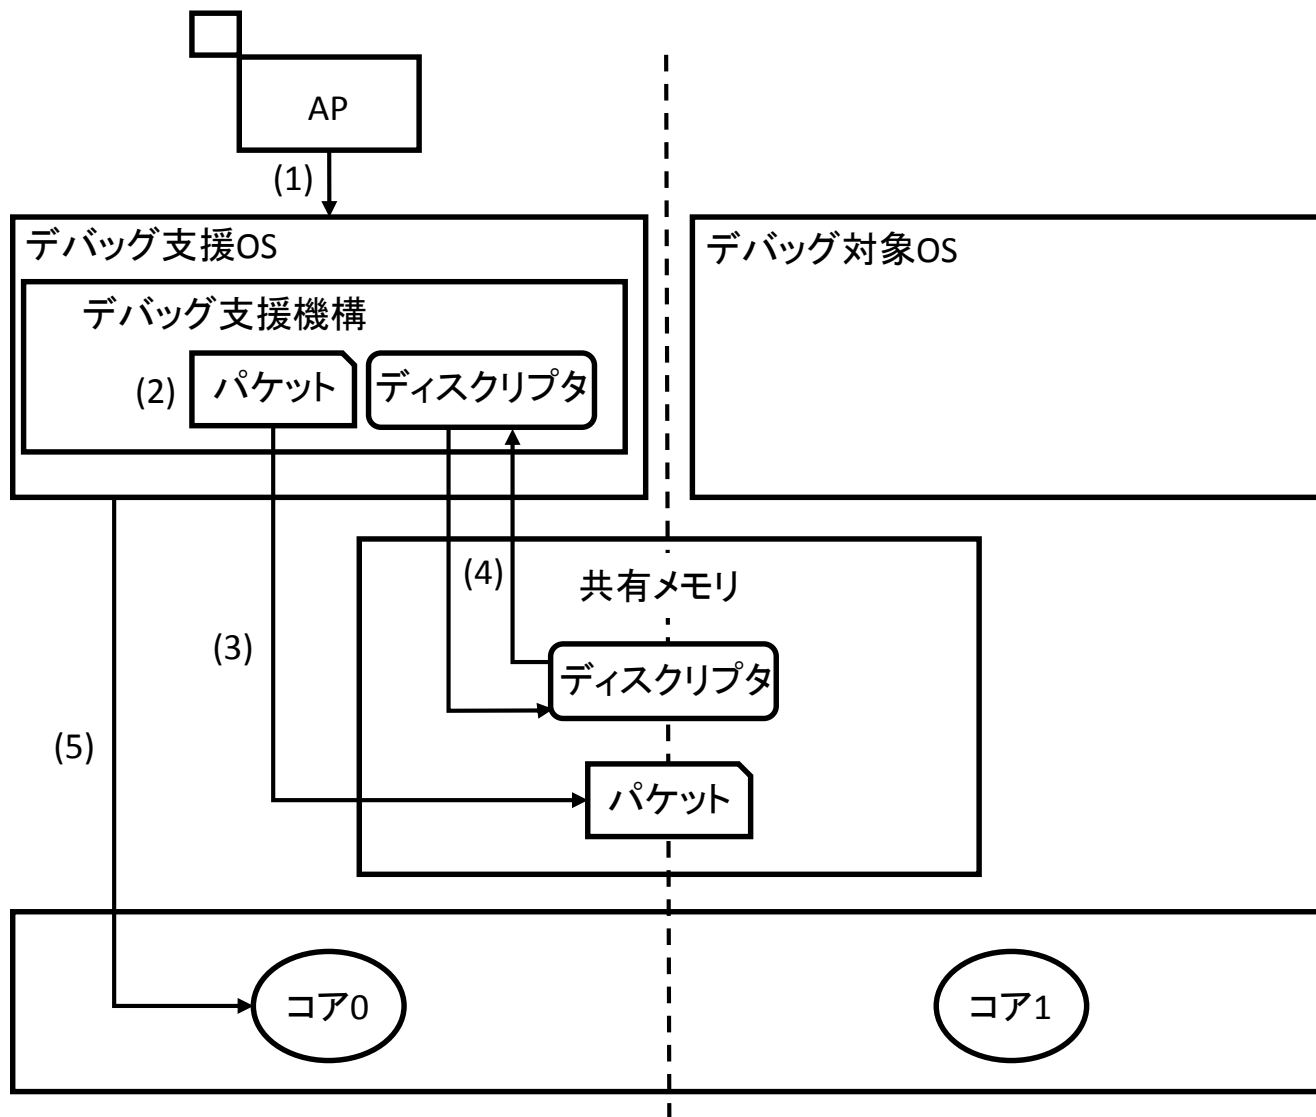 AP
(1)
デバッグ支援OS
デバッグ対象OS
デバッグ支援機構
(2)
パケット
ディスクリプタ
(4)
共有メモリ
(3)
ディスクリプタ
(5)
パケット
コア0
コア1